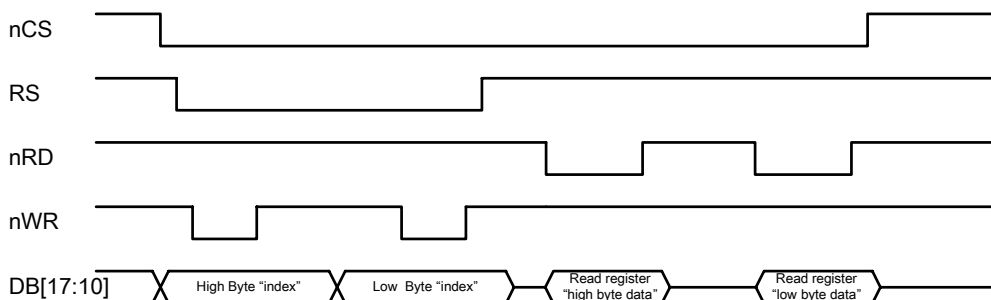 nCS
RS
nRD
nWR
DB[17:10]
High Byte “index”
Low Byte “index”
Read register
“high byte data”
Read register
“low byte data”